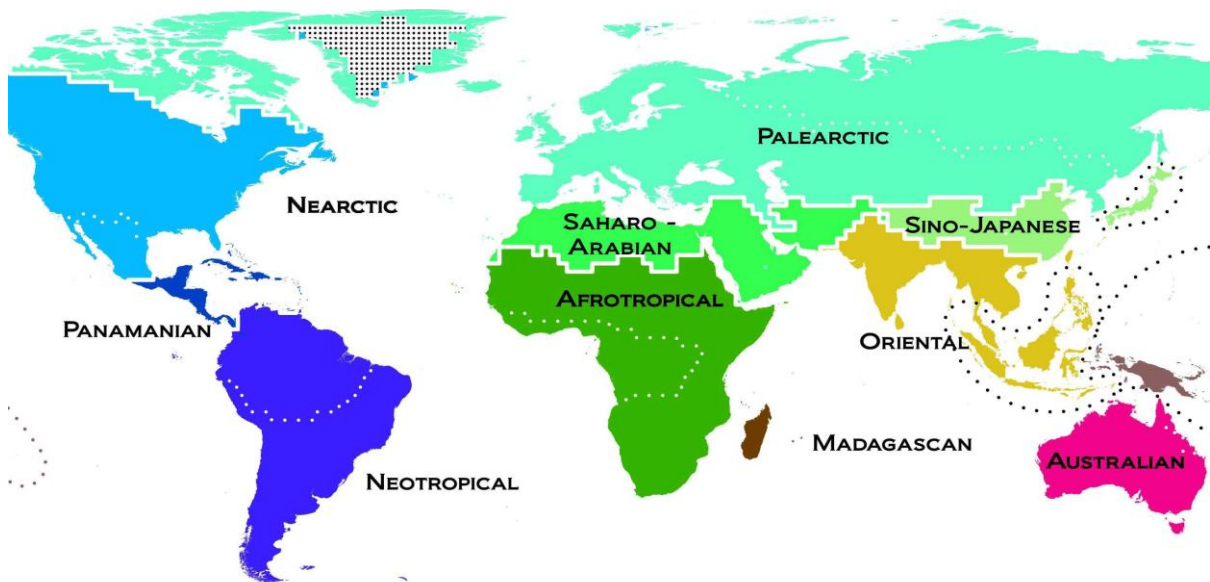 PALEARCTIC
NEARCTIC
SAHARO -
ARABIAN
SINO-JAPANESE
AFROTROPICAL
PANAMANIAN
ORIENTAL
MADAGASCAN
AUSTRALIAN
NEOTROPICAL